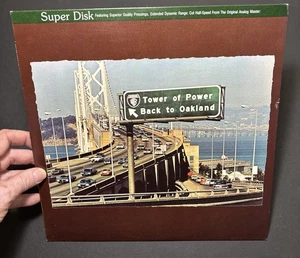 Super Disk Featuring Superior Quality Pressings, Extended Dynamic Range, Cut Half-Speed From The Original Analog Master
Tower of Power
Back to Oakland